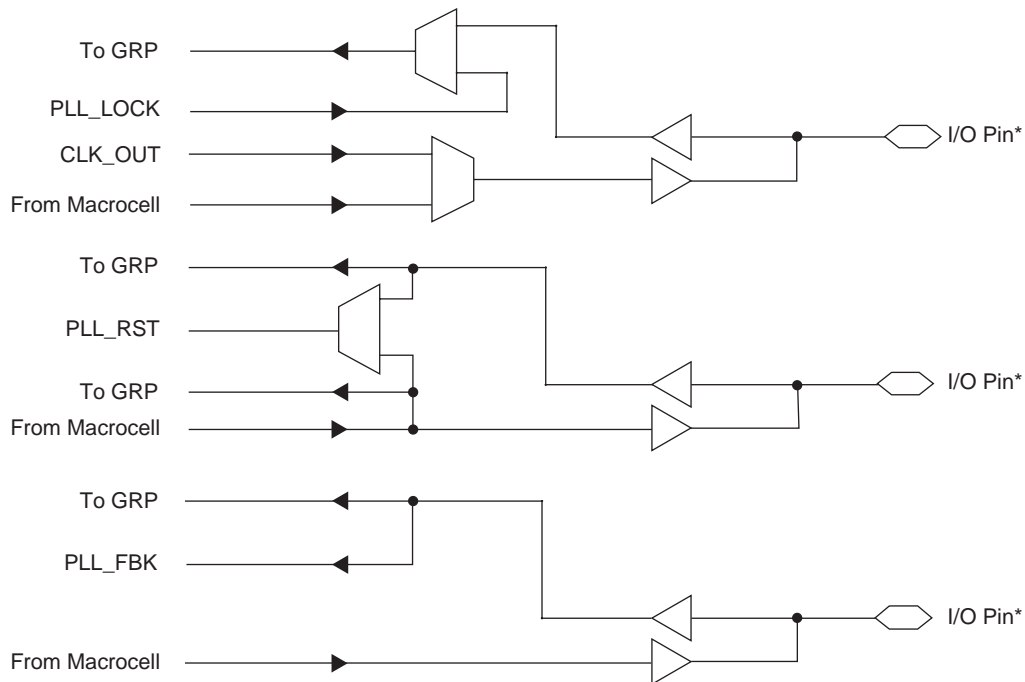 To GRP
PLL_LOCK
I/O Pin*
CLK_OUT
From Macrocell
To GRP
PLL_RST
I/O Pin*
To GRP
From Macrocell
To GRP
PLL_FBK
I/O Pin*
From Macrocell